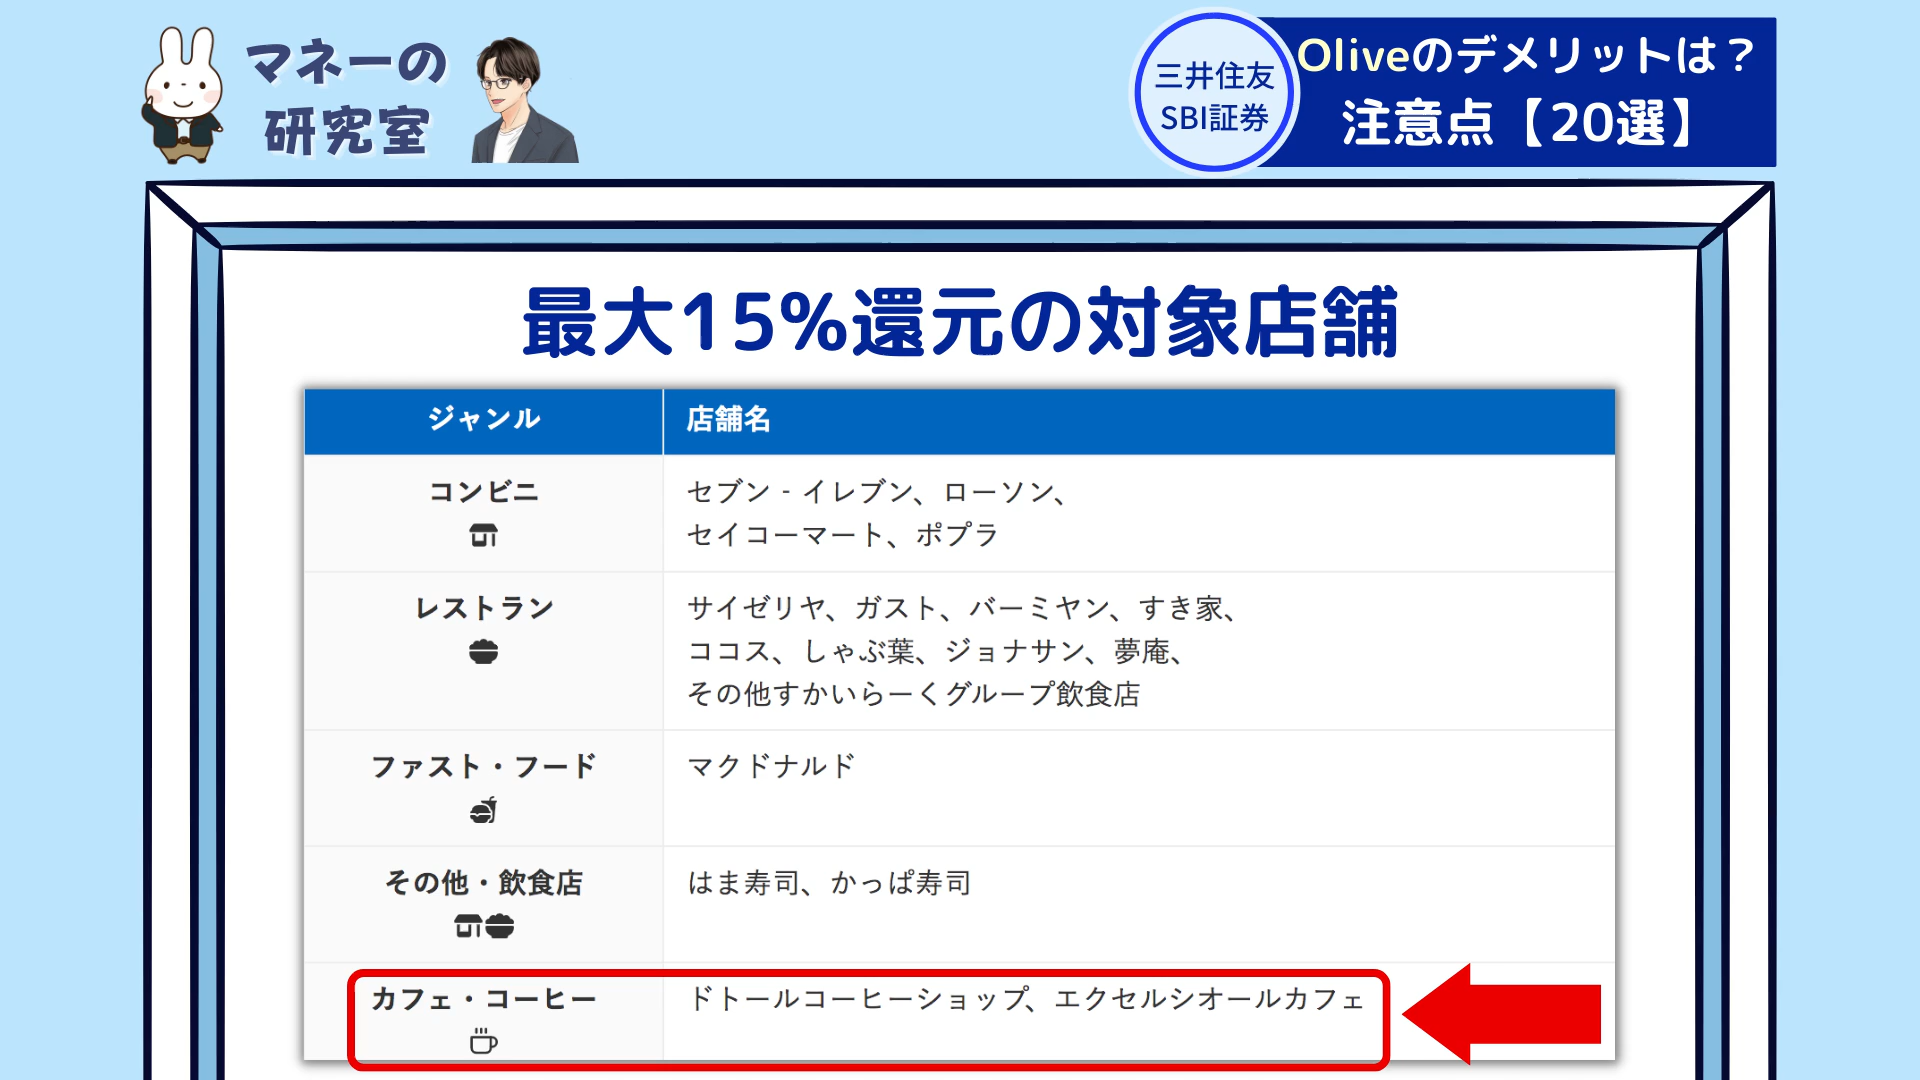 マネーの
研究室
三井住友
SBI証券
Oliveのデメリットは？
注意点【20選】
最大15%還元の対象店舗
ジャンル
店舗名
コンビニ
セブン‐イレブン、ローソン、
セイコーマート、ポプラ
レストラン
サイゼリヤ、ガスト、バーミヤン、すき家、
ココス、しゃぶ葉、ジョナサン、夢庵、
その他すかいらーくグループ飲食店
ファスト・フード
マクドナルド
その他・飲食店
はま寿司、かっぱ寿司
カフェ・コーヒー
ドトールコーヒーショップ、エクセルシオールカフェ